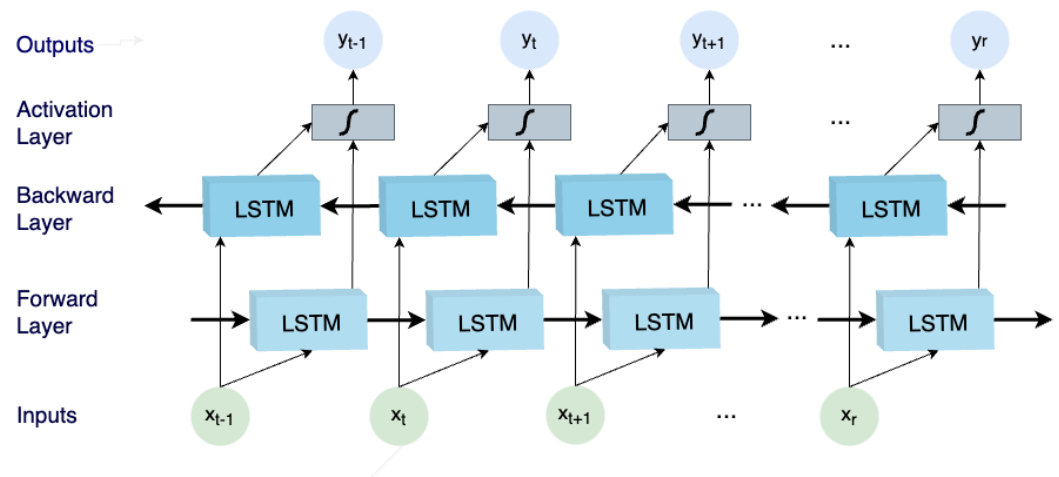 Outputs y_{t-1} y_t y_{t+1} ... y_r
Activation Layer ∫ ∫ ∫ ... ∫
Backward Layer LSTM LSTM LSTM ... LSTM
Forward Layer LSTM LSTM LSTM ... LSTM
Inputs x_{t-1} x_t x_{t+1} ... x_r